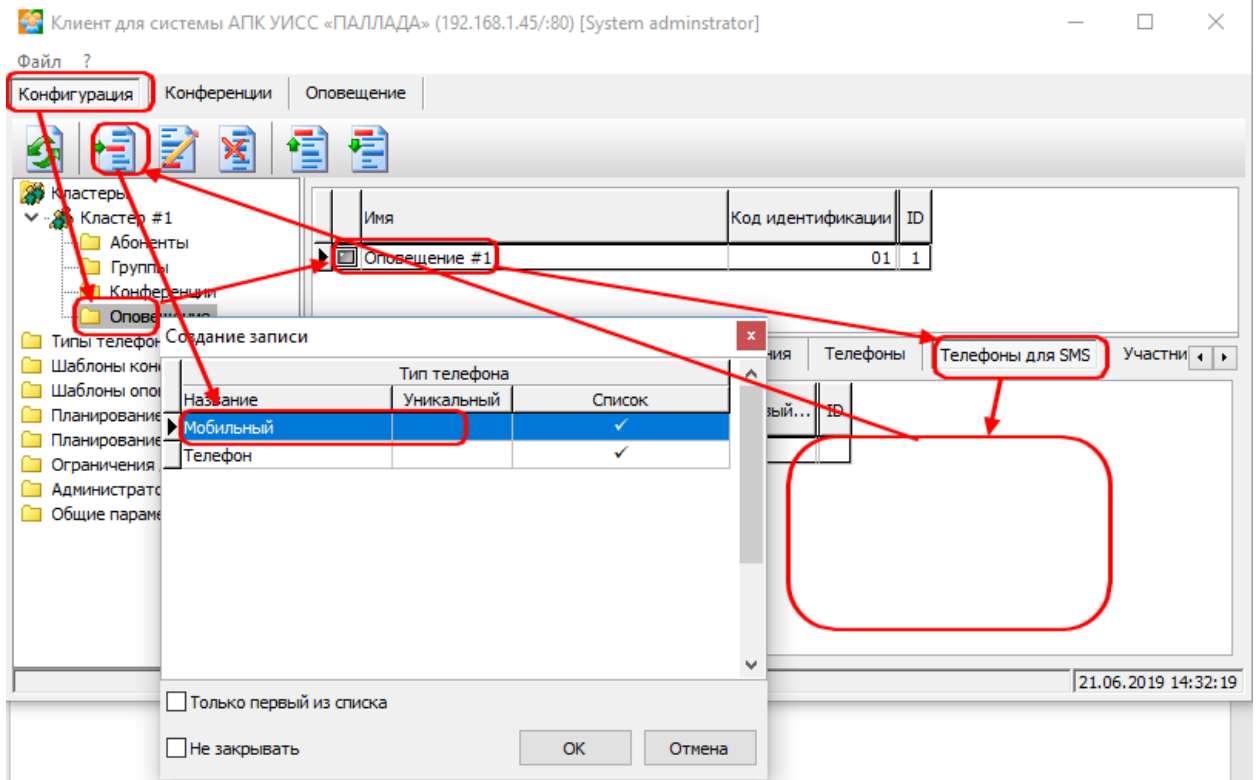 Клиент для системы АПК УИСС «ПАЛЛАДА» (192.168.1.45/:80) [System adminstrator]
Файл ?
Конфигурация Конференции Оповещение
Кластеры
Кластер #1
Абоненты
Группы
Конференции
Оповещение
Типы телефон
Шаблоны кон
Шаблоны опо
Планирование
Планирование
Ограничения
Администрато
Общие параме
Имя Код идентификации ID
Оповещение #1 01 1
ния Телефоны Телефоны для SMS Участни
вый... ID
Создание записи
Тип телефона
Название Уникальный Список
Мобильный ✓
Телефон ✓
Только первый из списка
Не закрывать OK Отмена
21.06.2019 14:32:19